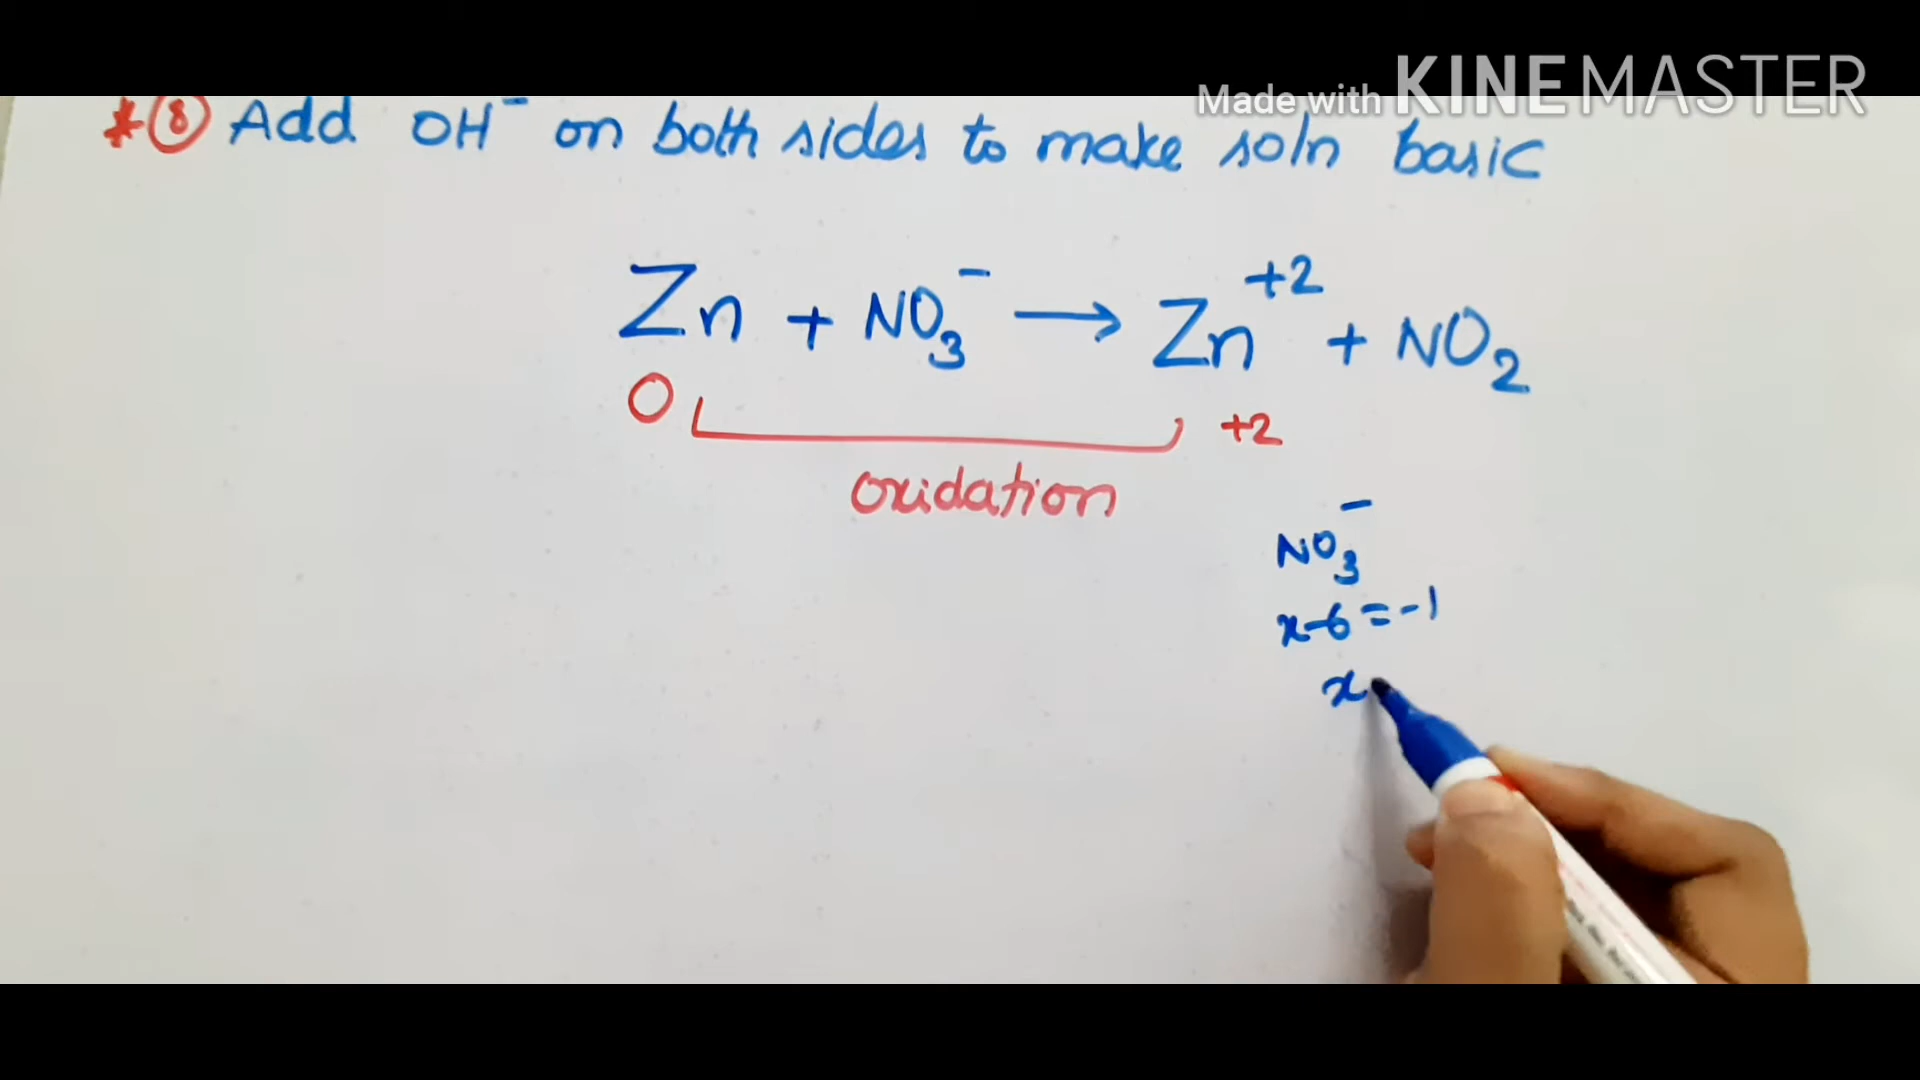 Made with KINEMASTER
* ⑧ Add OH⁻ on both sides to make soln basic
Zn + NO₃⁻ → Zn⁺² + NO₂
0 +2
oxidation
NO₃⁻
x-6=-1
x